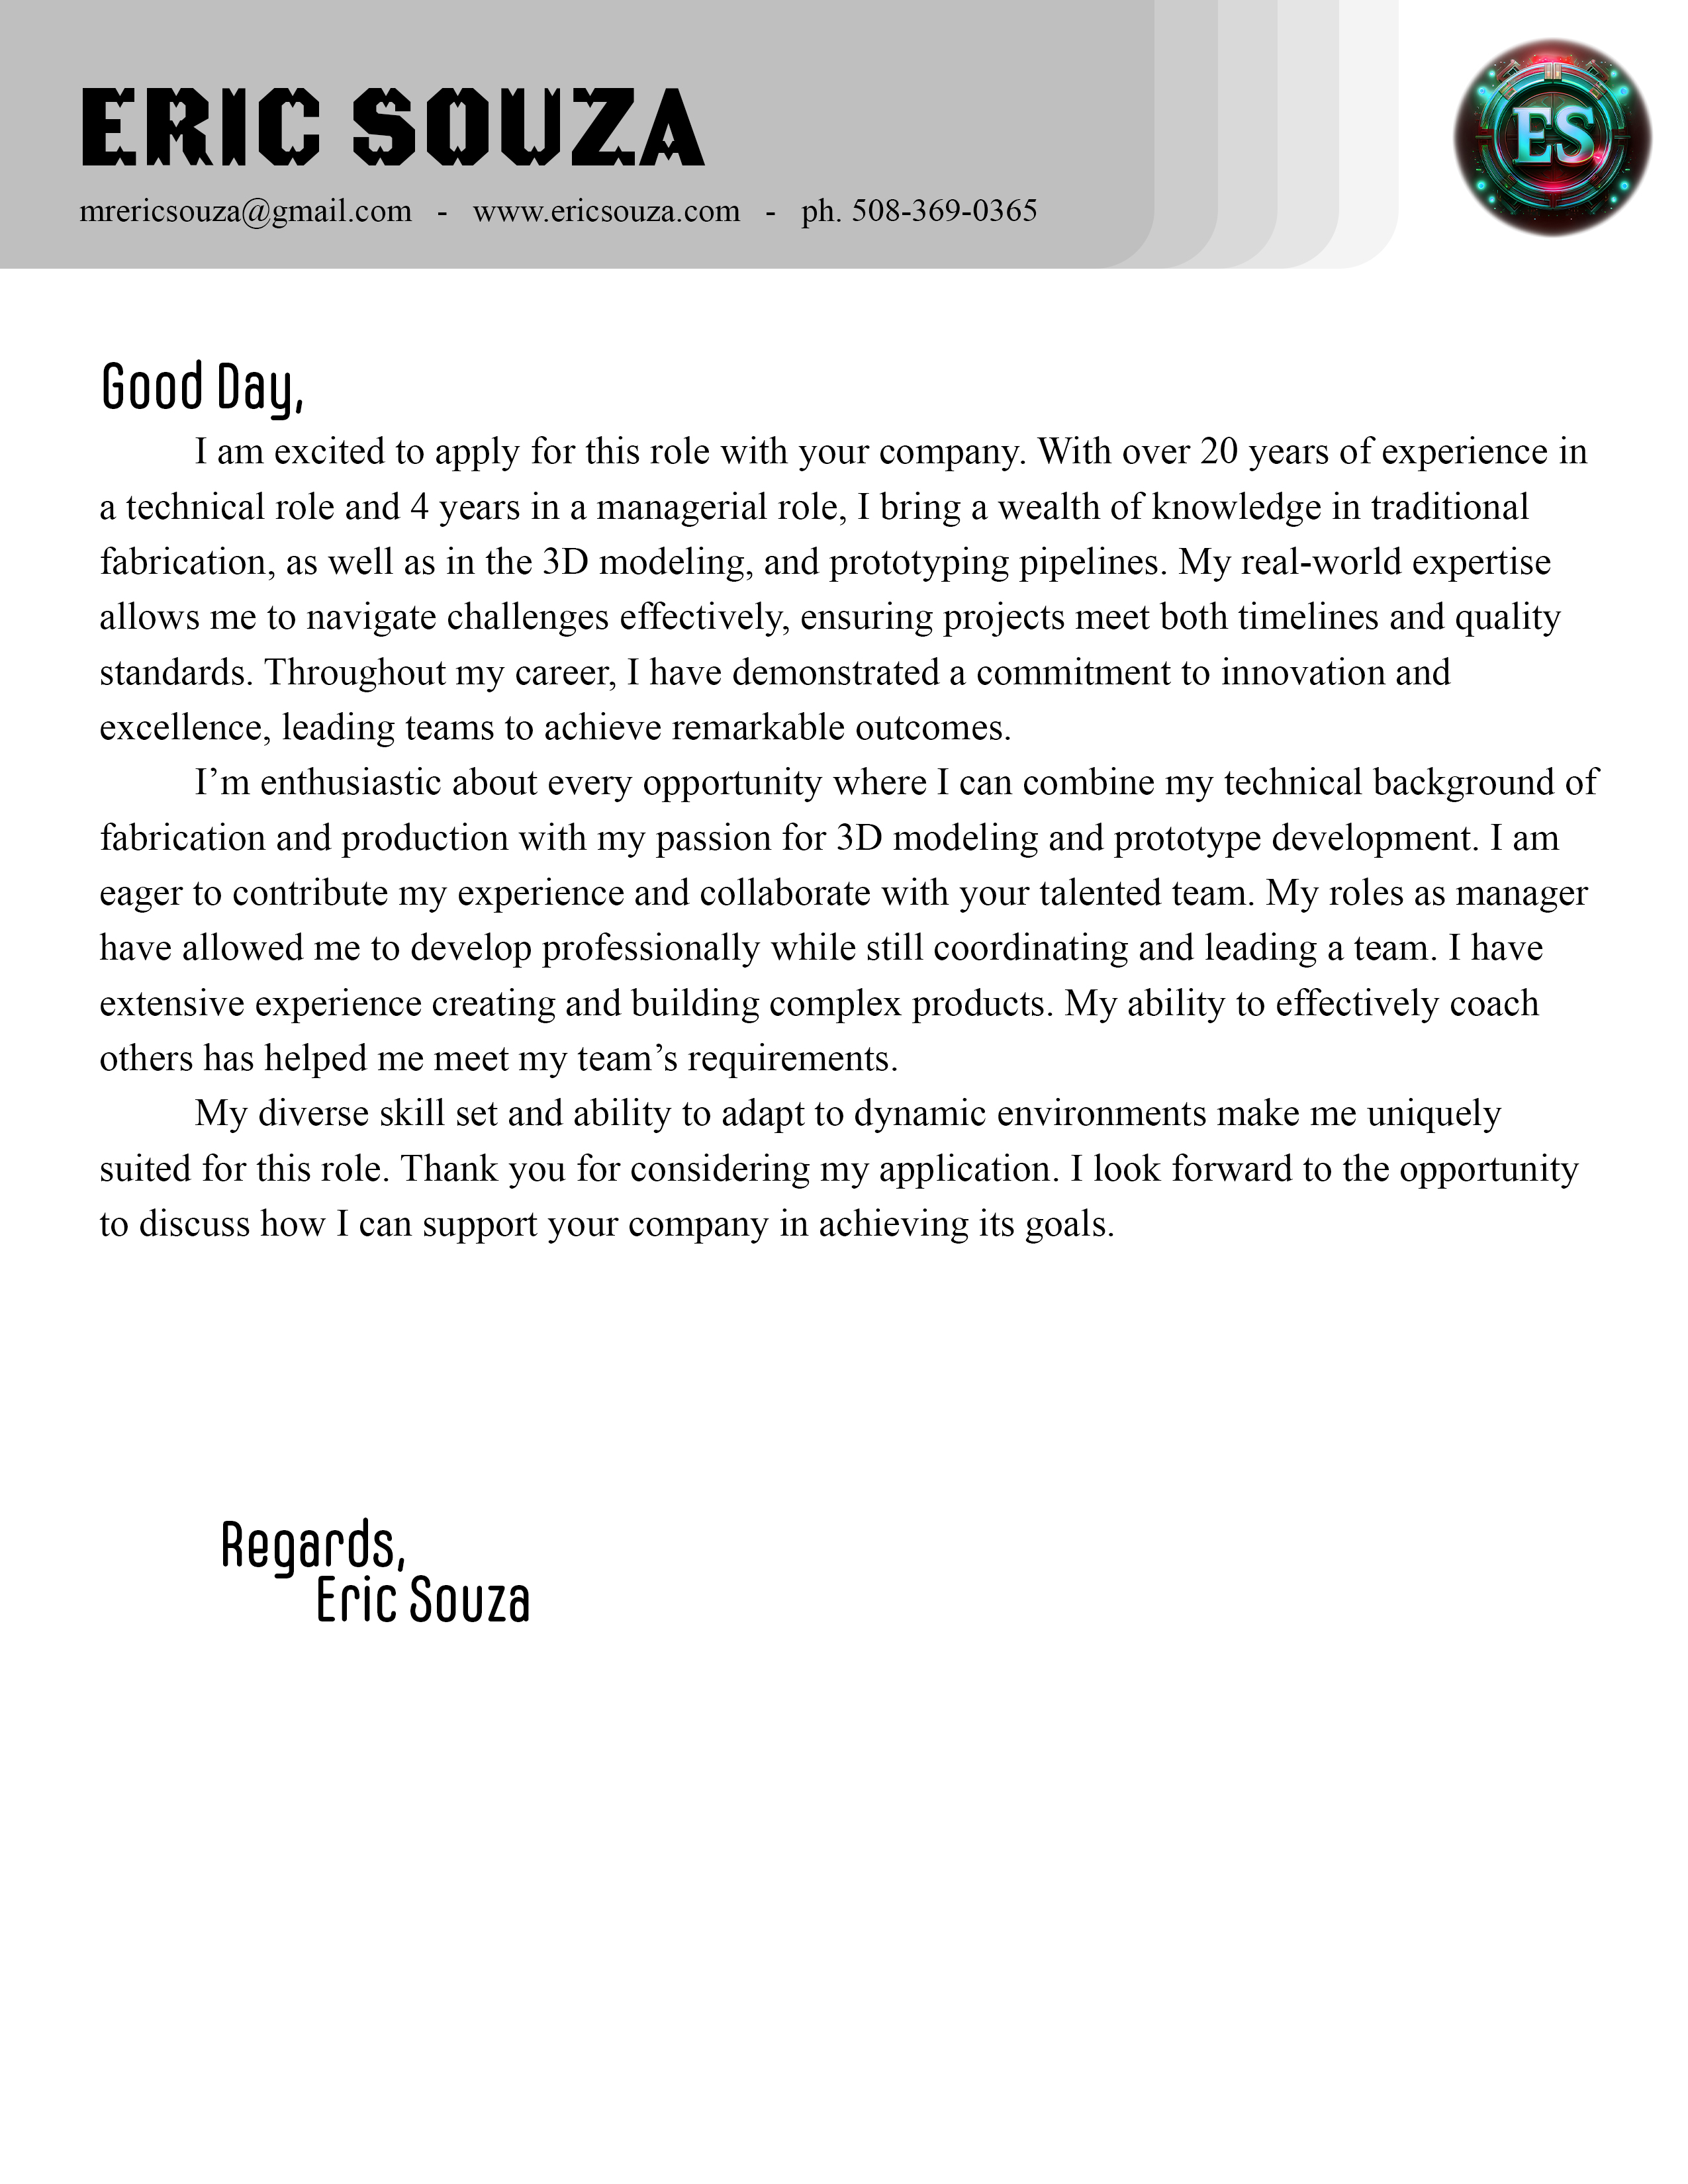 ERIC SOUZA
mrericsouza@gmail.com - www.ericsouza.com - ph. 508-369-0365
ES
Good Day,
I am excited to apply for this role with your company. With over 20 years of experience in
a technical role and 4 years in a managerial role, I bring a wealth of knowledge in traditional
fabrication, as well as in the 3D modeling, and prototyping pipelines. My real-world expertise
allows me to navigate challenges effectively, ensuring projects meet both timelines and quality
standards. Throughout my career, I have demonstrated a commitment to innovation and
excellence, leading teams to achieve remarkable outcomes.
I’m enthusiastic about every opportunity where I can combine my technical background of
fabrication and production with my passion for 3D modeling and prototype development. I am
eager to contribute my experience and collaborate with your talented team. My roles as manager
have allowed me to develop professionally while still coordinating and leading a team. I have
extensive experience creating and building complex products. My ability to effectively coach
others has helped me meet my team’s requirements.
My diverse skill set and ability to adapt to dynamic environments make me uniquely
suited for this role. Thank you for considering my application. I look forward to the opportunity
to discuss how I can support your company in achieving its goals.
Regards,
Eric Souza